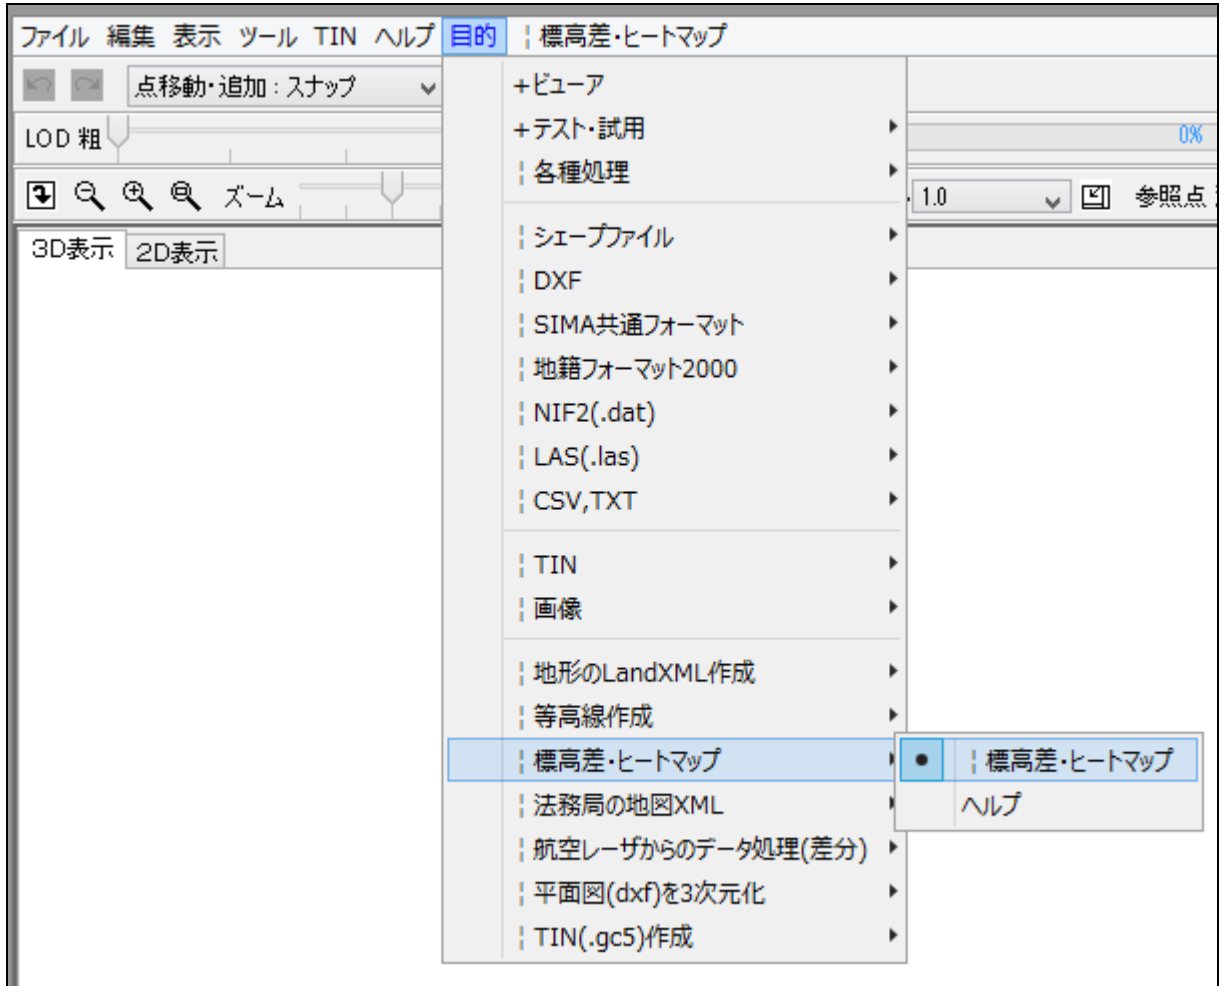 ファイル 編集 表示 ツール TIN ヘルプ 目的 ¦ 標高差・ヒートマップ
点移動・追加 : スナップ
LOD 粗 0%
ズーム 1.0 参照点
3D表示 2D表示
+ビューア
+テスト・試用
¦ 各種処理
¦ シェープファイル
¦ DXF
¦ SIMA共通フォーマット
¦ 地籍フォーマット2000
¦ NIF2(.dat)
¦ LAS(.las)
¦ CSV,TXT
¦ TIN
¦ 画像
¦ 地形のLandXML作成
¦ 等高線作成
¦ 標高差・ヒートマップ
¦ 法務局の地図XML
¦ 航空レーザからのデータ処理(差分)
¦ 平面図(dxf)を3次元化
¦ TIN(.gc5)作成
¦ 標高差・ヒートマップ
ヘルプ